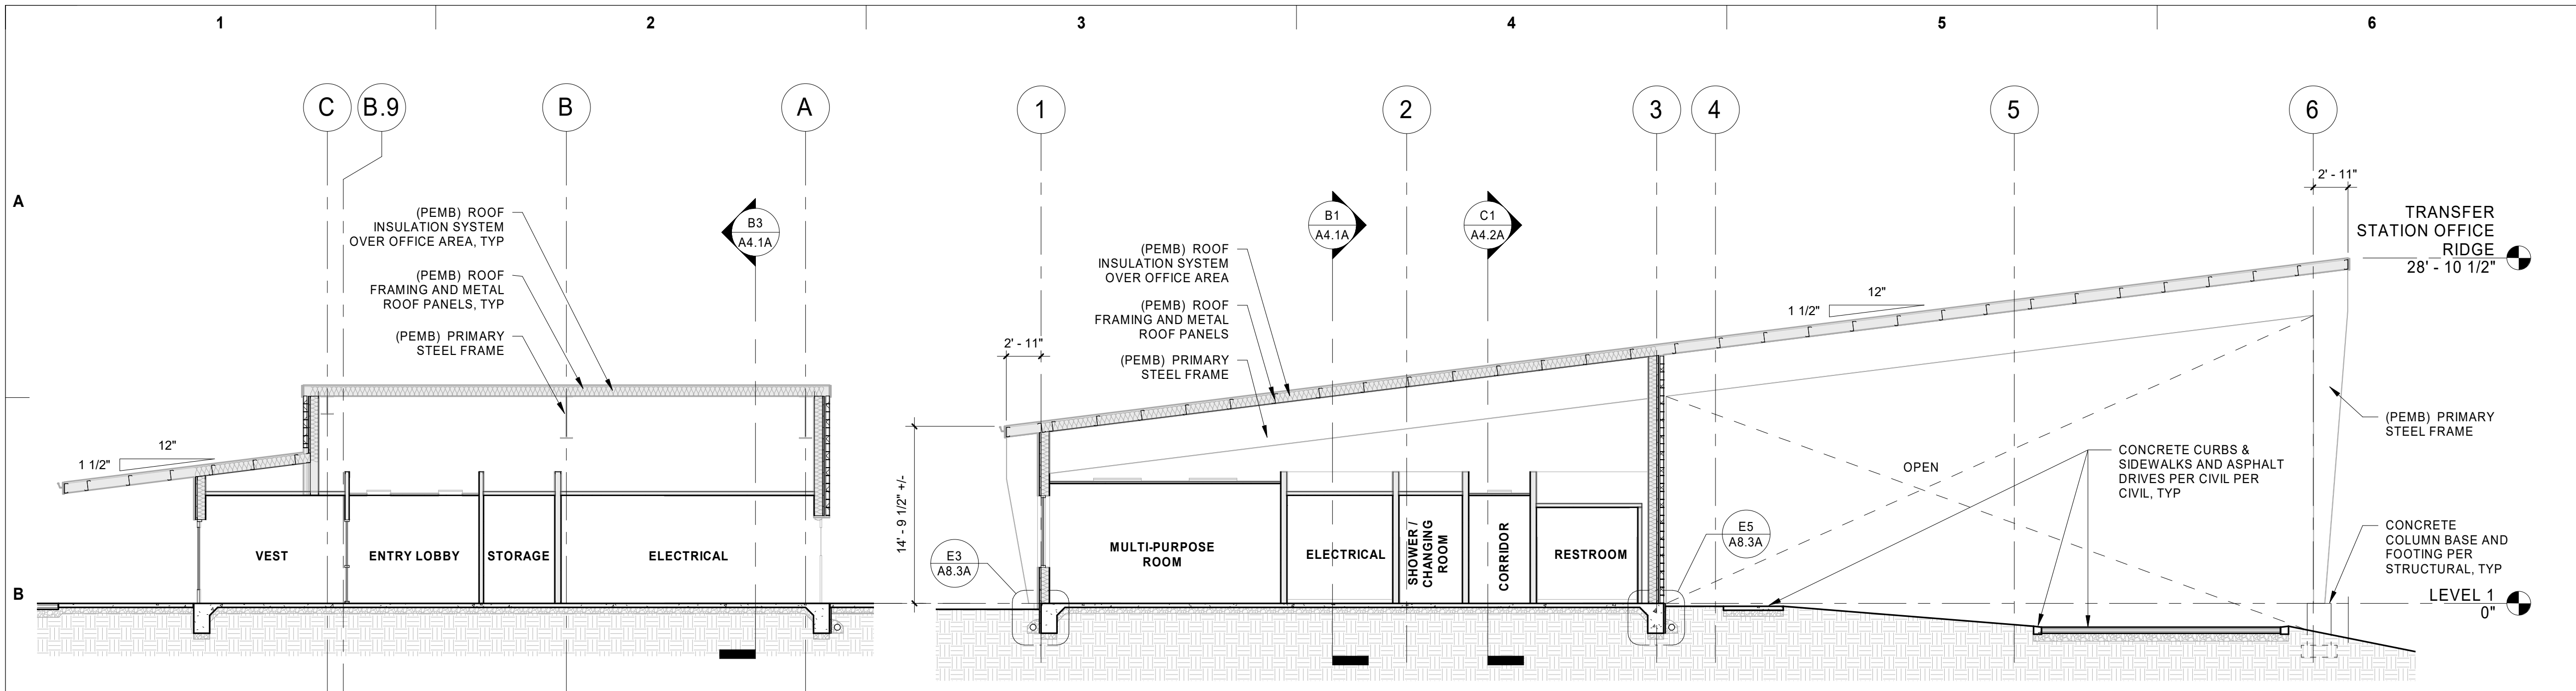 1
2
3
4
5
6
A
B
C
B.9
B
A
(PEMB) ROOF
INSULATION SYSTEM
OVER OFFICE AREA, TYP
(PEMB) ROOF
FRAMING AND METAL
ROOF PANELS, TYP
(PEMB) PRIMARY
STEEL FRAME
B3
A4.1A
12"
1 1/2"
VEST
ENTRY LOBBY
STORAGE
ELECTRICAL
1
2
3
4
5
6
2' - 11"
(PEMB) ROOF
INSULATION SYSTEM
OVER OFFICE AREA
(PEMB) ROOF
FRAMING AND METAL
ROOF PANELS
(PEMB) PRIMARY
STEEL FRAME
B1
A4.1A
C1
A4.2A
12"
1 1/2"
2' - 11"
TRANSFER
STATION OFFICE
RIDGE
28' - 10 1/2"
14' - 9 1/2" +/-
E3
A8.3A
MULTI-PURPOSE
ROOM
ELECTRICAL
SHOWER /
CHANGING
ROOM
CORRIDOR
RESTROOM
E5
A8.3A
OPEN
(PEMB) PRIMARY
STEEL FRAME
CONCRETE CURBS &
SIDEWALKS AND ASPHALT
DRIVES PER CIVIL PER
CIVIL, TYP
CONCRETE
COLUMN BASE AND
FOOTING PER
STRUCTURAL, TYP
LEVEL 1
0"